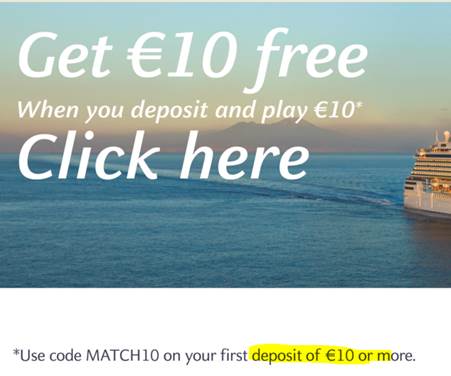 Get €10 free
When you deposit and play €10*
Click here
*Use code MATCH10 on your first deposit of €10 or more.